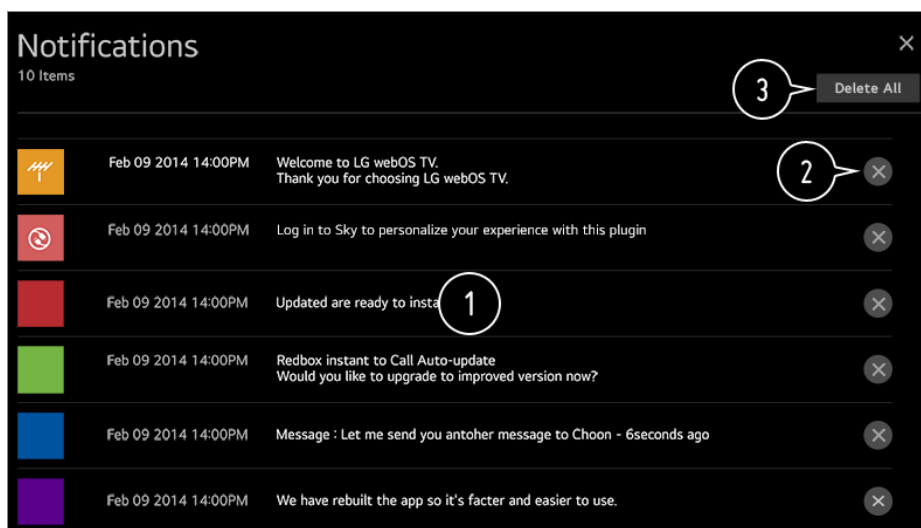 Notifications
10 Items
3
Delete All
Feb 09 2014 14:00PM
Welcome to LG webOS TV.
Thank you for choosing LG webOS TV.
2
Feb 09 2014 14:00PM
Log in to Sky to personalize your experience with this plugin
Feb 09 2014 14:00PM
Updated are ready to insta
1
Feb 09 2014 14:00PM
Redbox instant to Call Auto-update
Would you like to upgrade to improved version now?
Feb 09 2014 14:00PM
Message : Let me send you antoher message to Choon - 6seconds ago
Feb 09 2014 14:00PM
We have rebuilt the app so it's facter and easier to use.